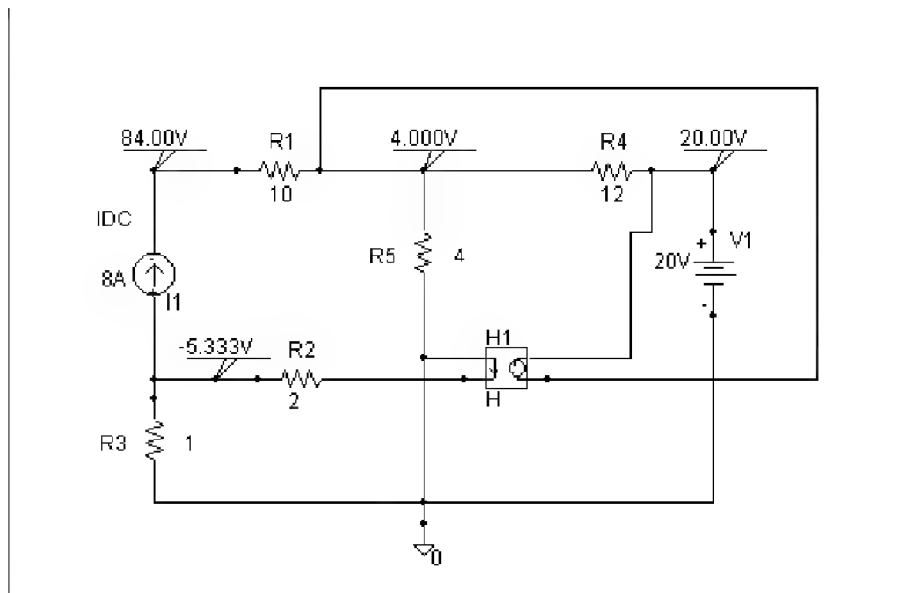 84.00V R1 4.000V R4 20.00V
10 12
IDC
R5 4 + V1
20V
8A I1
-
H1
-5.333V R2
2 H
R3 1
0